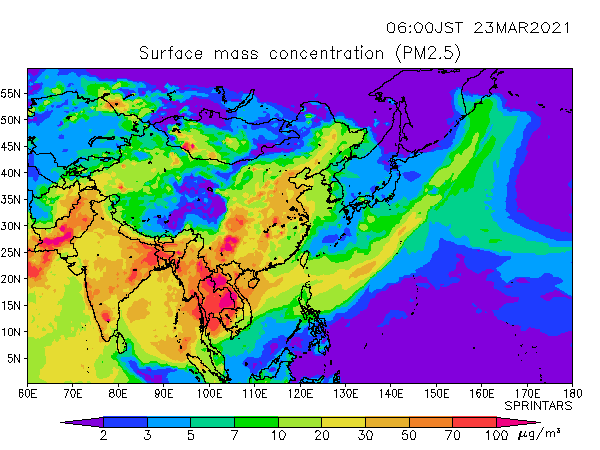 06:00JST 23MAR2021
Surface mass concentration (PM2.5)
55N
50N
45N
40N
35N
30N
25N
20N
15N
10N
5N
60E 70E 80E 90E 100E 110E 120E 130E 140E 150E 160E 170E 180
SPRINTARS
2 3 5 7 10 20 30 50 70 100 μg/m³